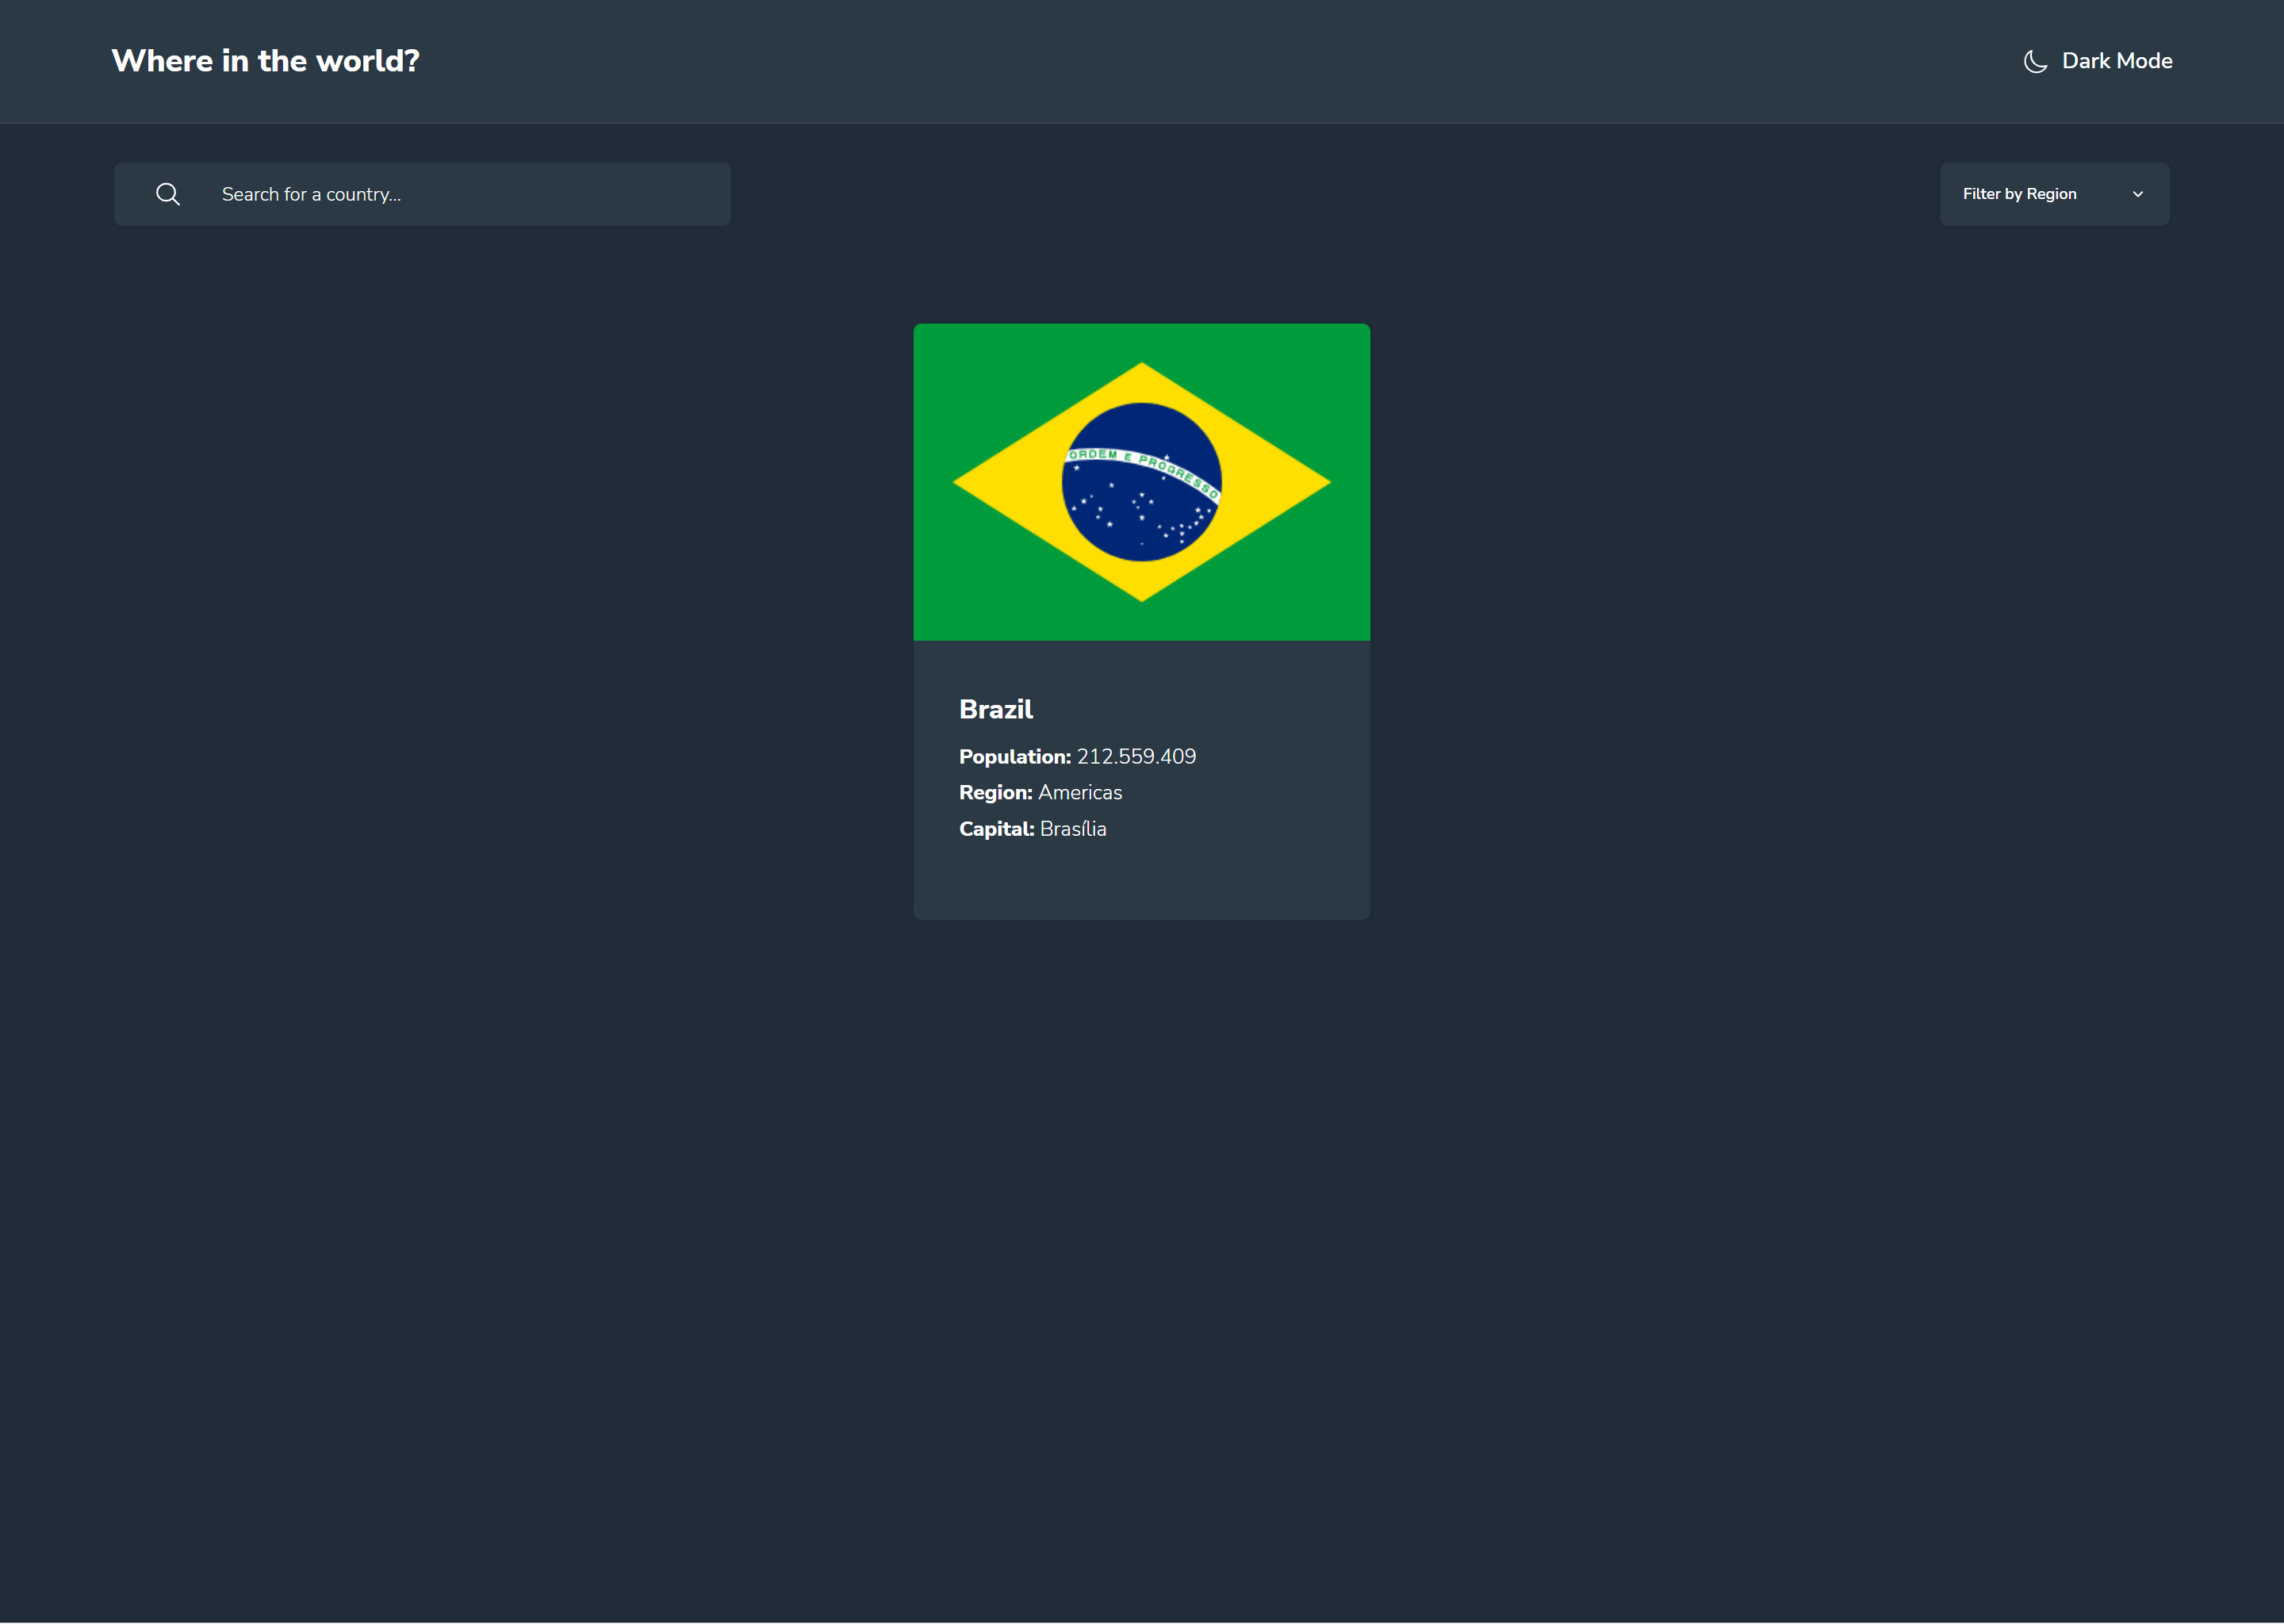 Where in the world?
Dark Mode
Search for a country...
Filter by Region
ORDEM E PROGRESSO
Brazil
Population: 212.559.409
Region: Americas
Capital: Brasília